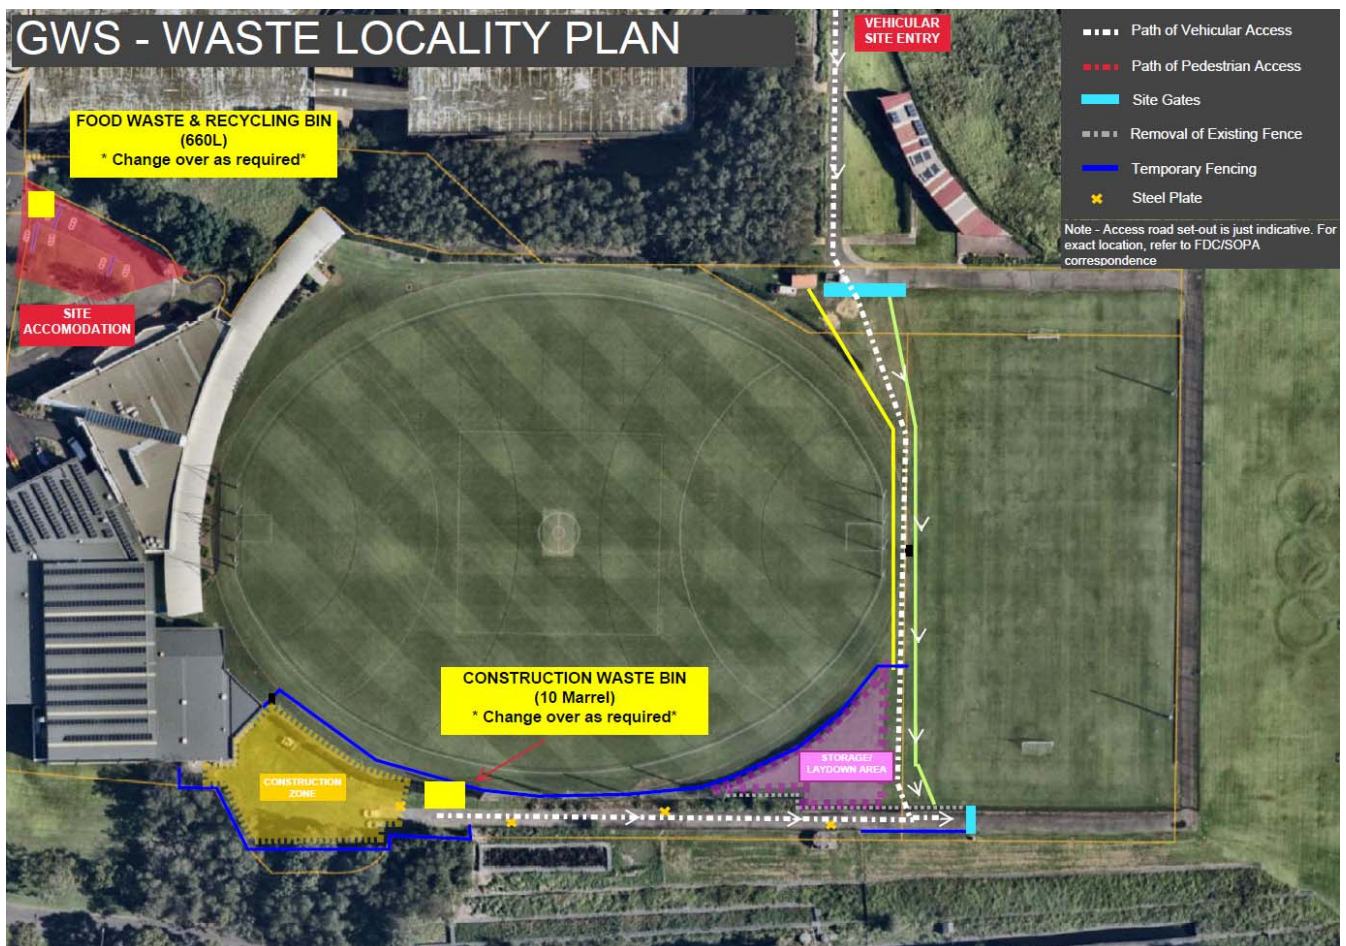 GWS - WASTE LOCALITY PLAN
VEHICULAR
SITE ENTRY
Path of Vehicular Access
Path of Pedestrian Access
Site Gates
Removal of Existing Fence
Temporary Fencing
Steel Plate
Note - Access road set-out is just indicative. For
exact location, refer to FDC/SOPA
correspondence
FOOD WASTE & RECYCLING BIN
(660L)
* Change over as required*
SITE
ACCOMODATION
CONSTRUCTION WASTE BIN
(10 Marrel)
* Change over as required*
STORAGE/
LAYDOWN AREA
CONSTRUCTION
ZONE